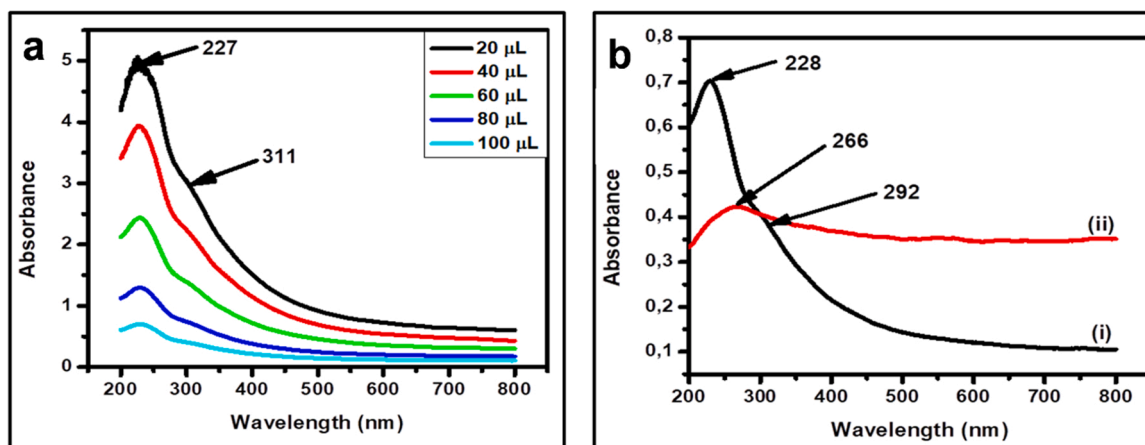 a
5
4
3
2
1
0
200 300 400 500 600 700 800
Absorbance
Wavelength (nm)
227
311
20 μL
40 μL
60 μL
80 μL
100 μL
b
0,8
0,7
0,6
0,5
0,4
0,3
0,2
0,1
200 300 400 500 600 700 800
Absorbance
Wavelength (nm)
228
266
292
(ii)
(i)